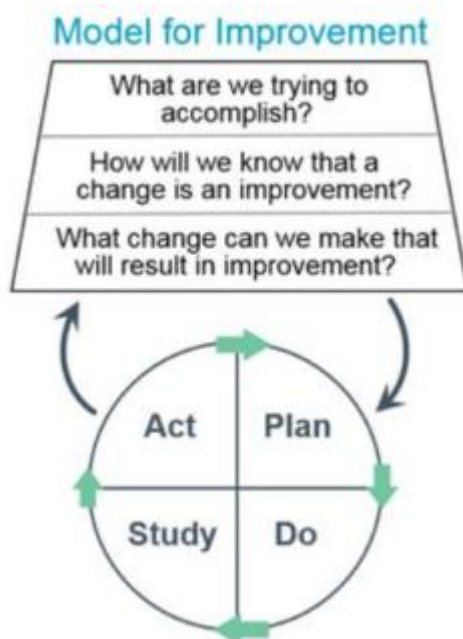 Model for Improvement
What are we trying to
accomplish?
How will we know that a
change is an improvement?
What change can we make that
will result in improvement?
Act
Plan
Study
Do